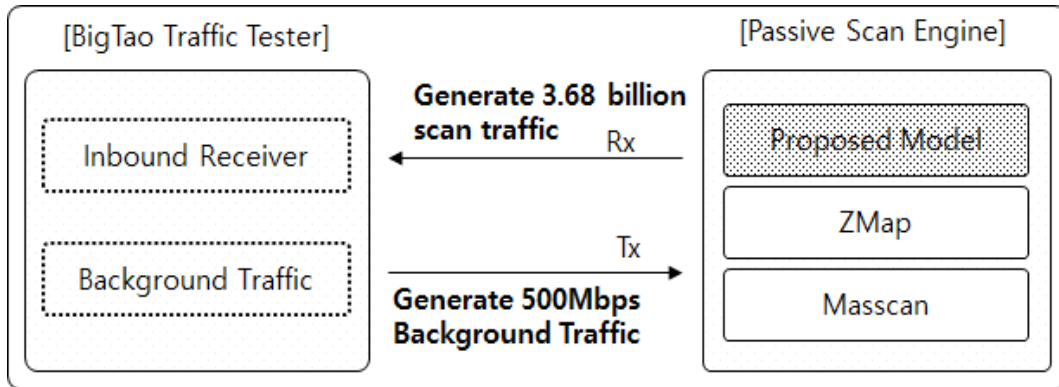 [BigTao Traffic Tester]
[Passive Scan Engine]
Inbound Receiver
Background Traffic
Generate 3.68 billion
scan traffic
Rx
Tx
Generate 500Mbps
Background Traffic
Proposed Model
ZMap
Masscan